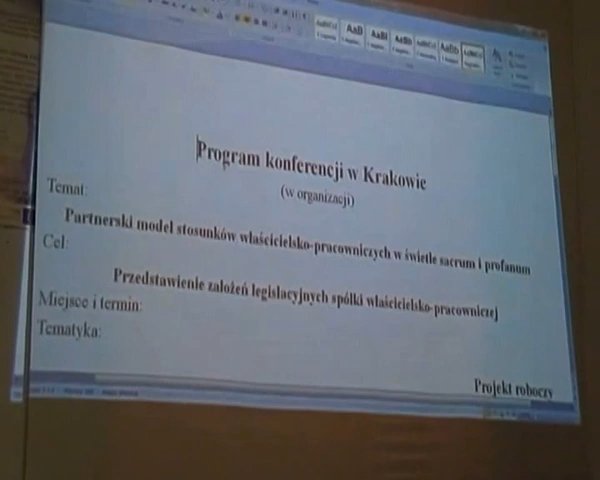 Program konferencji w Krakowie
(w organizacji)
Temat:
Partnerski model stosunków właścicielsko-pracowniczych w świetle sacrum i profanum
Cel:
Przedstawienie założeń legislacyjnych spółki właścicielsko-pracowniczej
Miejsce i termin:
Tematyka:
Projekt roboczy